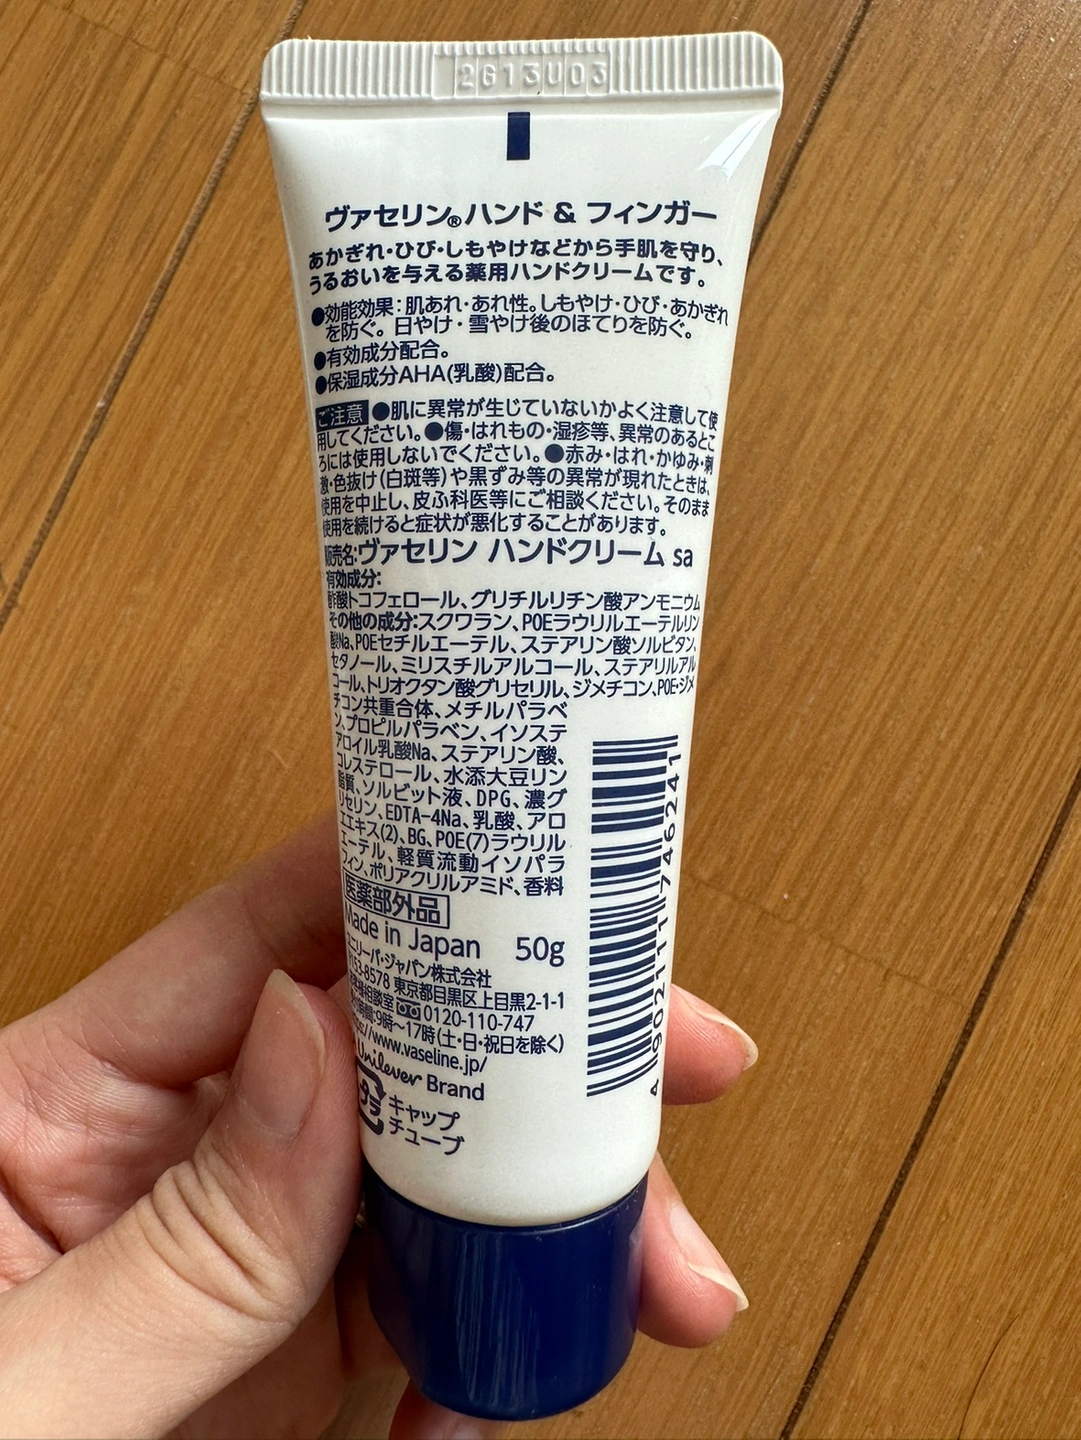 2G13U03
ヴァセリン®ハンド & フィンガー
あかぎれ・ひび・しもやけなどから手肌を守り、
うるおいを与える薬用ハンドクリームです。
●効能効果：肌あれ・あれ性。しもやけ・ひび・あかぎれ
を防ぐ。日やけ・雪やけ後のほてりを防ぐ。
●有効成分配合。
●保湿成分AHA(乳酸)配合。
ご注意 ●肌に異常が生じていないかよく注意して使
用してください。●傷・はれもの・湿疹等、異常のあるとこ
ろには使用しないでください。●赤み・はれ・かゆみ・刺
激・色抜け(白斑等)や黒ずみ等の異常が現れたときは、
使用を中止し、皮ふ科医等にご相談ください。そのまま
使用を続けると症状が悪化することがあります。
販売名:ヴァセリン ハンドクリーム sa
有効成分:
酢酸トコフェロール、グリチルリチン酸アンモニウム
その他の成分:スクワラン、POEラウリルエーテルリン
酸Na、POEセチルエーテル、ステアリン酸ソルビタン、
セタノール、ミリスチルアルコール、ステアリルアル
コール、トリオクタン酸グリセリル、ジメチコン、POE・ジメ
チコン共重合体、メチルパラベ
ン、プロピルパラベン、イソステ
アロイル乳酸Na、ステアリン酸、
コレステロール、水添大豆リン
脂質、ソルビット液、DPG、濃グ
リセリン、EDTA-4Na、乳酸、アロ
エエキス(2)、BG、POE(7)ラウリル
エーテル、軽質流動イソパラ
フィン、ポリアクリルアミド、香料
医薬部外品
Made in Japan 50g
ユニリーバ・ジャパン株式会社
153-8578 東京都目黒区上目黒2-1-1
相談室 0120-110-747
時間:9時～17時(土・日・祝日を除く)
www.vaseline.jp/
Unilever Brand
プラ
キャップ
チューブ
4 902111 746241